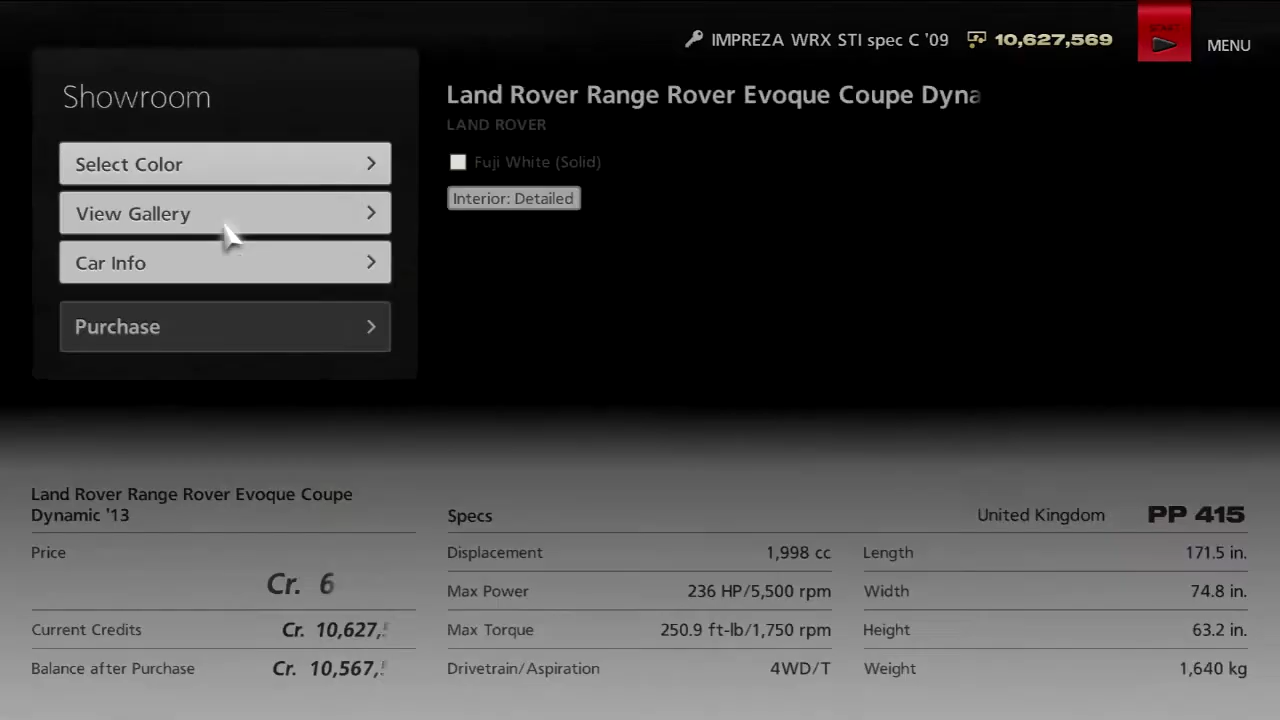 IMPREZA WRX STI spec C '09 10,627,569
START
MENU
Showroom
Select Color
View Gallery
Car Info
Purchase
Land Rover Range Rover Evoque Coupe Dyna
LAND ROVER
Fuji White (Solid)
Interior: Detailed
Land Rover Range Rover Evoque Coupe
Dynamic '13
Price
Cr. 6
Current Credits Cr. 10,627,
Balance after Purchase Cr. 10,567,
Specs United Kingdom PP 415
Displacement 1,998 cc
Max Power 236 HP/5,500 rpm
Max Torque 250.9 ft-lb/1,750 rpm
Drivetrain/Aspiration 4WD/T
Length 171.5 in.
Width 74.8 in.
Height 63.2 in.
Weight 1,640 kg